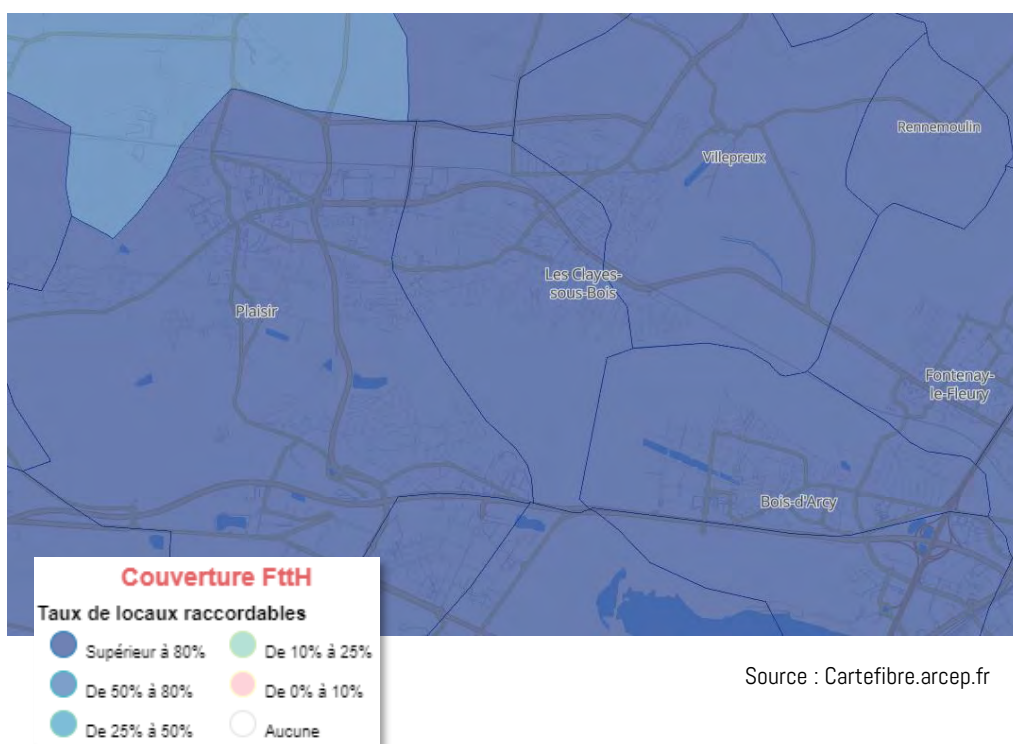 Rennemoulin
Villepreux
Les Clayes-
sous-Bois
Plaisir
Fontenay-
le-Fleury
Bois-d'Arcy
Couverture FttH
Taux de locaux raccordables
Supérieur à 80%
De 10% à 25%
De 50% à 80%
De 0% à 10%
De 25% à 50%
Aucune
Source : Cartefibre.arcep.fr